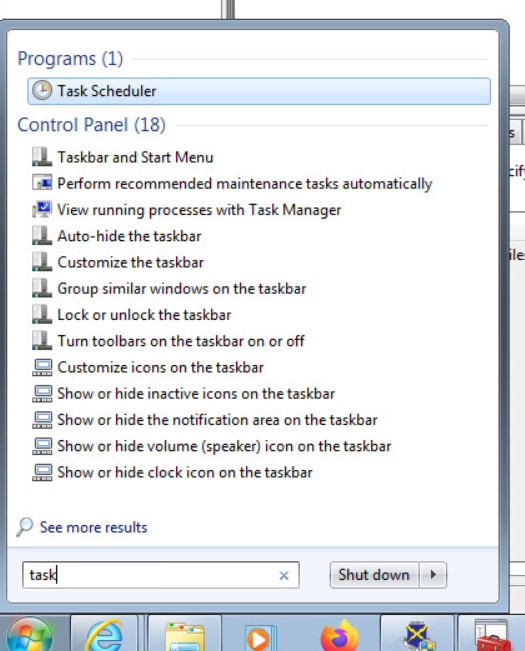 Programs (1)
Task Scheduler
Control Panel (18)
Taskbar and Start Menu
Perform recommended maintenance tasks automatically
View running processes with Task Manager
Auto-hide the taskbar
Customize the taskbar
Group similar windows on the taskbar
Lock or unlock the taskbar
Turn toolbars on the taskbar on or off
Customize icons on the taskbar
Show or hide inactive icons on the taskbar
Show or hide the notification area on the taskbar
Show or hide volume (speaker) icon on the taskbar
Show or hide clock icon on the taskbar
See more results
task
Shut down